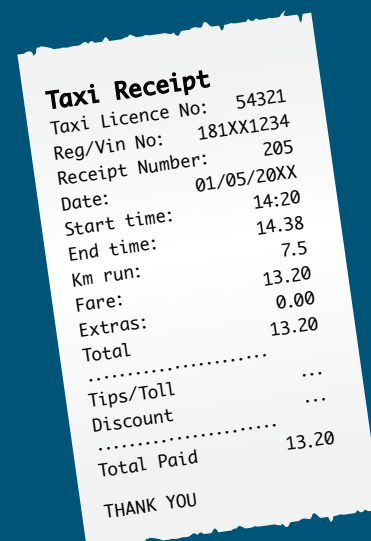 Taxi Receipt
Taxi Licence No: 54321
Reg/Vin No: 181XX1234
Receipt Number: 205
Date: 01/05/20XX
Start time: 14:20
End time: 14.38
Km run: 7.5
Fare: 13.20
Extras: 0.00
Total 13.20
........................
Tips/Toll ...
Discount ...
........................
Total Paid 13.20
THANK YOU